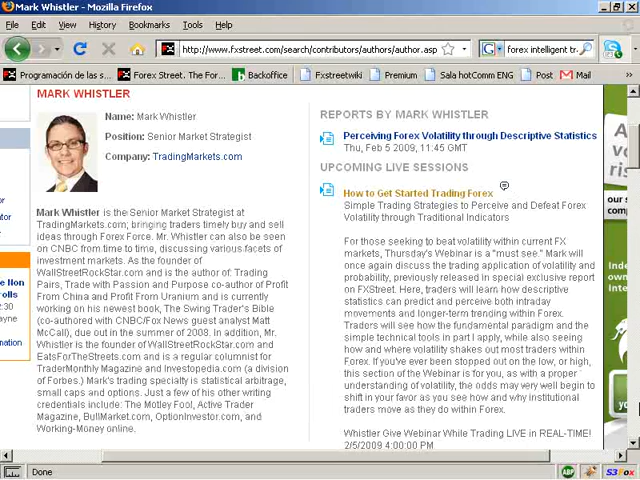 Mark Whistler - Mozilla Firefox
File Edit View History Bookmarks Tools Help
http://www.fxstreet.com/search/contributors/authors/author.asp
forex intelligent tr
Programación de las s...
Forex Street. The For...
Backoffice
Fxstreetwiki
Premium
Sala hotComm ENG
Post
Gmail
MARK WHISTLER
Name: Mark Whistler
Position: Senior Market Strategist
Company: TradingMarkets.com
Mark Whistler is the Senior Market Strategist at
TradingMarkets.com; bringing traders timely buy and sell
ideas through Forex Force. Mr. Whistler can also be seen
on CNBC from time to time, discussing various facets of
investment markets. As the founder of
WallStreetRockStar.com and is the author of: Trading
Pairs, Trade with Passion and Purpose co-author of Profit
From China and Profit From Uranium and is currently
working on his newest book, The Swing Trader's Bible
(co-authored with CNBC/Fox News guest analyst Matt
McCall), due out in the summer of 2008. In addition, Mr.
Whistler is the founder of WallStreetRockStar.com and
EatsForTheStreets.com and is a regular columnist for
TraderMonthly Magazine and Investopedia.com (a division
of Forbes.) Mark's trading specialty is statistical arbitrage,
small caps and options. Just a few of his other writing
credentials include: The Motley Fool, Active Trader
Magazine, BullMarket.com, OptionInvestor.com, and
Working-Money online.
REPORTS BY MARK WHISTLER
Perceiving Forex Volatility through Descriptive Statistics
Thu, Feb 5 2009, 11:45 GMT
UPCOMING LIVE SESSIONS
How to Get Started Trading Forex
Simple Trading Strategies to Perceive and Defeat Forex
Volatility through Traditional Indicators
For those seeking to beat volatility within current FX
markets, Thursday's Webinar is a "must see." Mark will
once again discuss the trading application of volatility and
probability, previously released in special exclusive report
on FXStreet. Here, traders will learn how descriptive
statistics can predict and perceive both intraday
movements and longer-term trending within Forex.
Traders will see how the fundamental paradigm and the
simple technical tools in part I apply, while also seeing
how and where volatility shakes out most traders within
Forex. If you've ever been stopped out on the low, or high,
this section of the Webinar is for you, as with a proper
understanding of volatility, the odds may very well begin to
shift in your favor as you see how and why institutional
traders move as they do within Forex.
Whistler Give Webinar While Trading LIVE in REAL-TIME!
2/5/2009 4:00:00 PM
Done
ABP
S3Fox